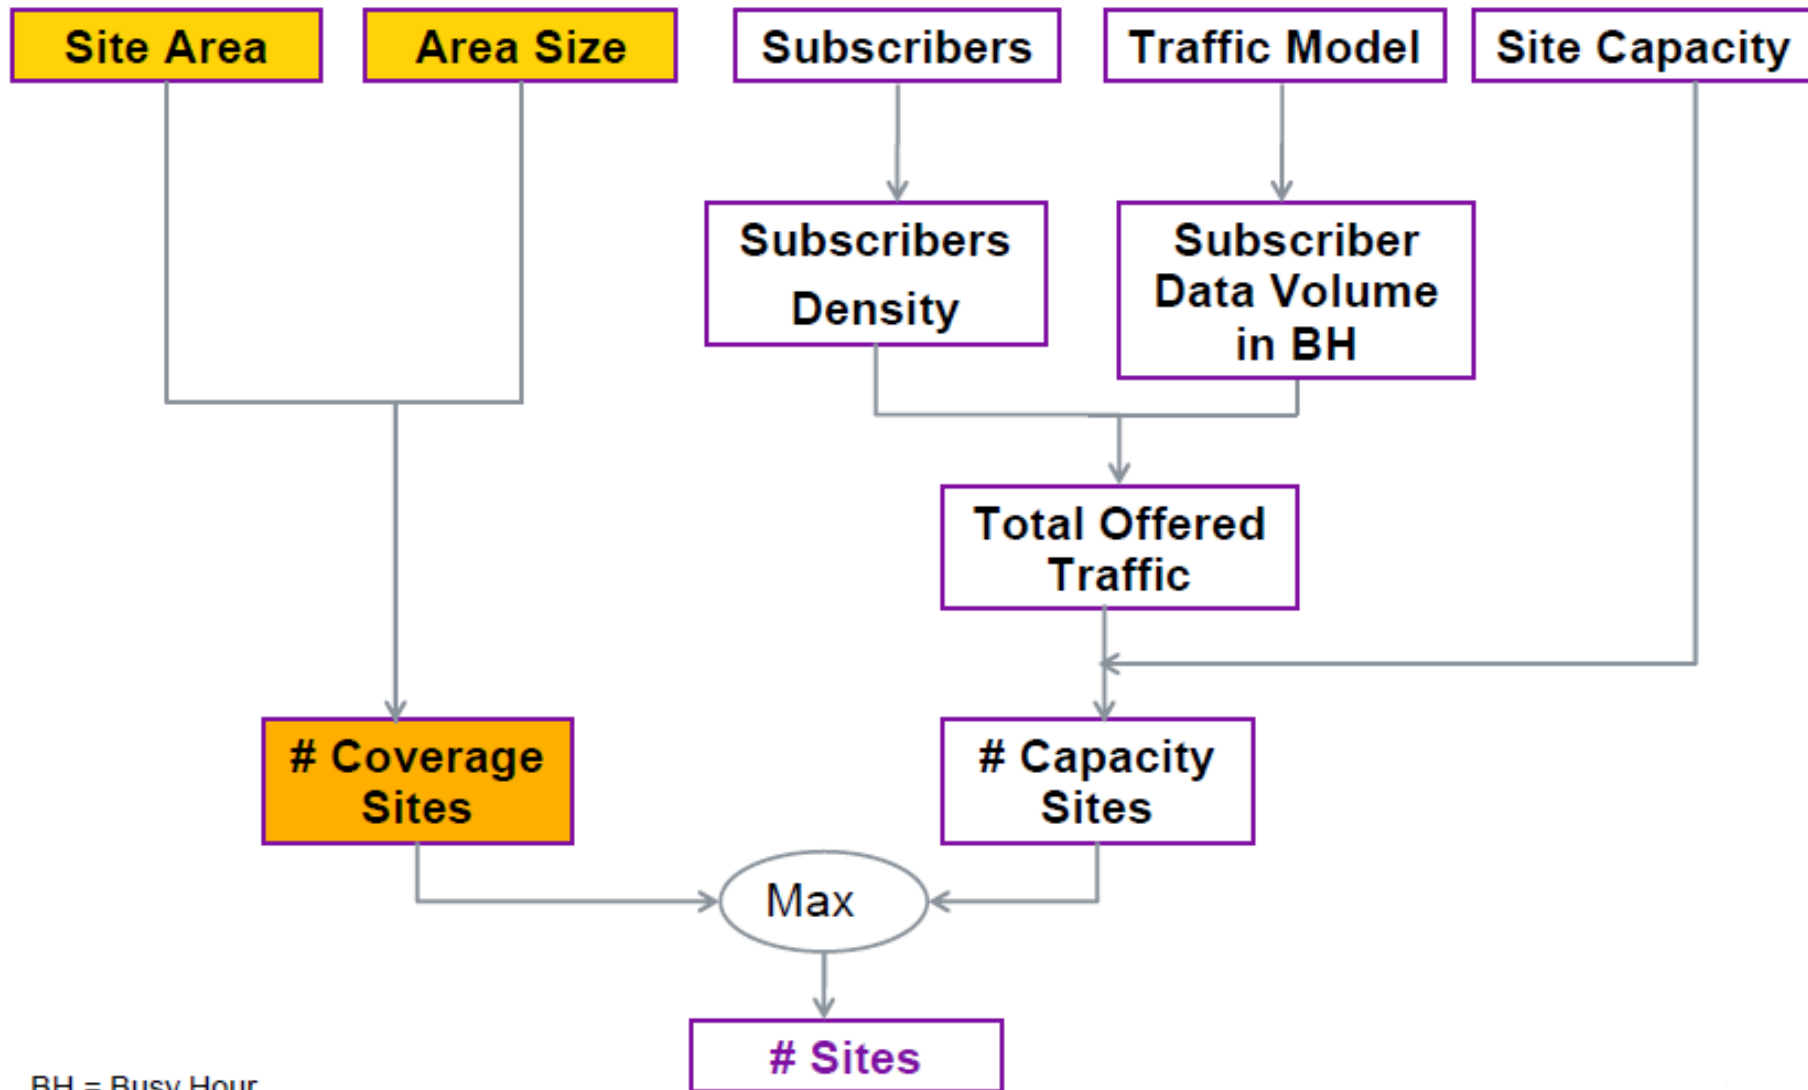 Site Area
Area Size
Subscribers
Traffic Model
Site Capacity
Subscribers
Density
Subscriber
Data Volume
in BH
Total Offered
Traffic
# Coverage
Sites
# Capacity
Sites
Max
# Sites
BH = Busy Hour